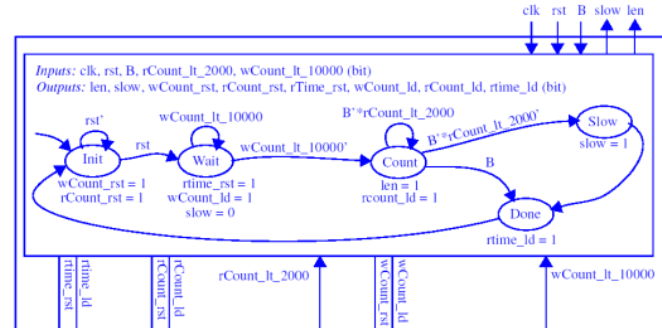 clk rst B slow len
Inputs: clk, rst, B, rCount_lt_2000, wCount_lt_10000 (bit)
Outputs: len, slow, wCount_rst, rCount_rst, rTime_rst, wCount_ld, rCount_ld, rtime_ld (bit)
rst'
wCount_lt_10000
B'*rCount_lt_2000
B'*rCount_lt_2000'
Slow
slow = 1
Init
rst
Wait
wCount_lt_10000'
Count
B
wCount_rst = 1
rCount_rst = 1
rtime_rst = 1
wCount_ld = 1
slow = 0
len = 1
rcount_ld = 1
Done
rtime_ld = 1
rtime_rst
rtime_ld
rCount_rst
rCount_ld
rCount_lt_2000
wCount_rst
wCount_ld
wCount_lt_10000